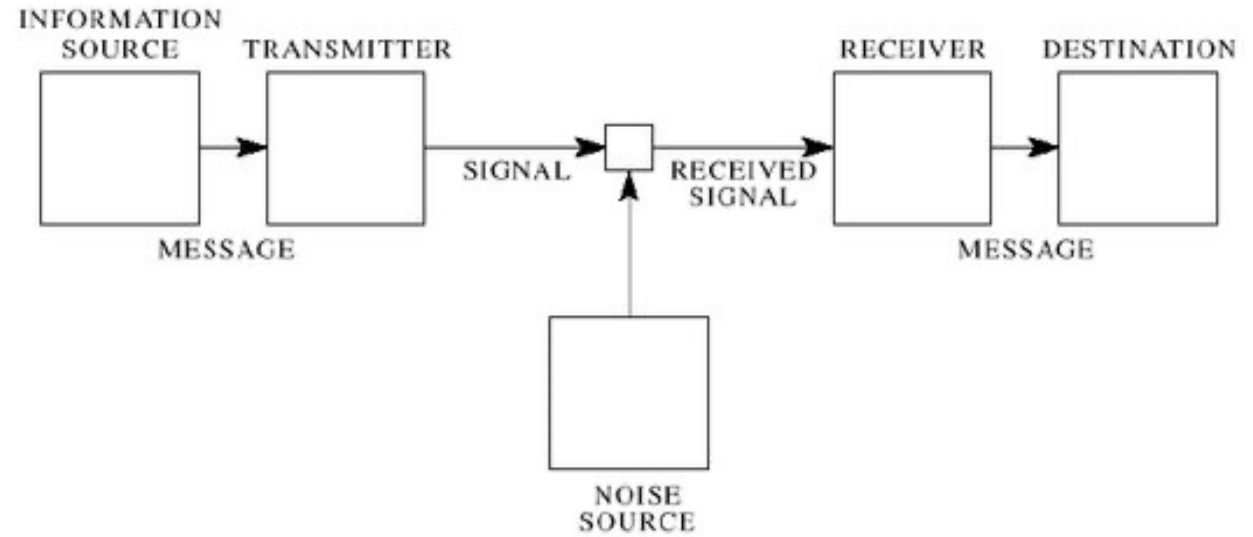 INFORMATION
SOURCE
TRANSMITTER
RECEIVER
DESTINATION
SIGNAL
RECEIVED
SIGNAL
MESSAGE
MESSAGE
NOISE
SOURCE